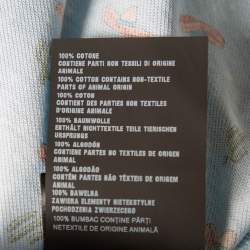 100% COTONE
CONTIENE PARTI NON TESSILI DI ORIGINE
ANIMALE
100% COTTON CONTAINS NON-TEXTILE
PARTS OF ANIMAL ORIGIN
100% COTON
CONTIENT DES PARTIES NON TEXTILES
D'ORIGINE ANIMALE
100% BAUMWOLLE
ENTHÄLT NICHTTEXTILE TEILE TIERISCHEN
URSPRUNGS
100% ALGODÓN
CONTIENE PARTES NO TEXTILES DE ORIGEN
ANIMAL
100% ALGODÃO
CONTÉM PARTES NÃO TÊXTEIS DE ORIGEM
ANIMAL
100% BAWEŁNA
ZAWIERA ELEMENTY NIETEKSTYLNE
POCHODZENIA ZWIERZĘCEGO
100% BUMBAC CONȚINE PĂRȚI
NETEXTILE DE ORIGINE ANIMALĂ